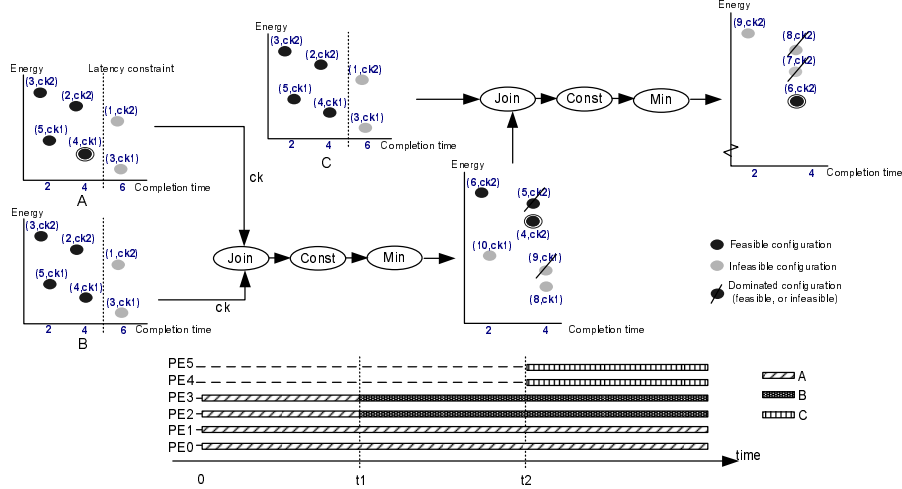 Energy
Latency constraint
(3,ck2)
(2,ck2)
(1,ck2)
(5,ck1)
(4,ck1)
(3,ck1)
2 4 6 Completion time
A
Energy
(3,ck2)
(2,ck2)
(1,ck2)
(5,ck1)
(4,ck1)
(3,ck1)
2 4 6 Completion time
B
ck
ck
Join
Const
Min
Energy
(3,ck2)
(2,ck2)
(1,ck2)
(5,ck1)
(4,ck1)
(3,ck1)
2 4 6 Completion time
C
Energy
(6,ck2)
(5,ck2)
(4,ck2)
(10,ck1)
(9,ck1)
(8,ck1)
2 4 Completion time
Join
Const
Min
Energy
(9,ck2)
(8,ck2)
(7,ck2)
(6,ck2)
2 4
Completion time
Feasible configuration
Infeasible configuration
Dominated configuration
(feasible, or infeasible)
PE5
PE4
PE3
PE2
PE1
PE0
0 t1 t2 time
A
B
C